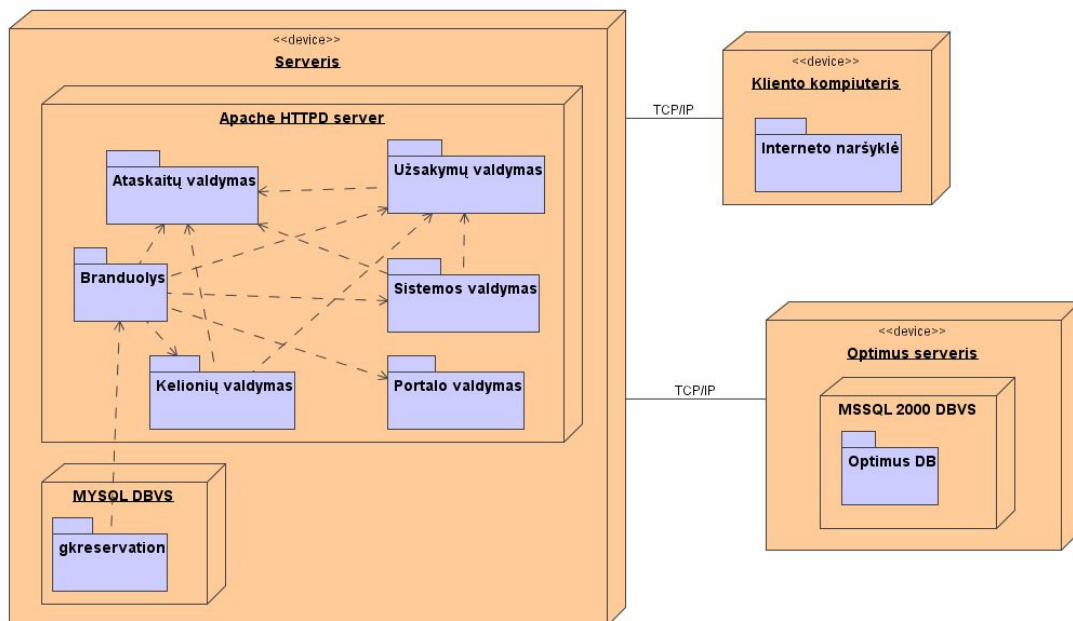 <<device>>
Serveris
Apache HTTPD server
Ataskaitų valdymas
Užsakymų valdymas
Branduolys
Sistemos valdymas
Kelionių valdymas
Portalo valdymas
MYSQL DBVS
gkreservation
TCP/IP
<<device>>
Kliento kompiuteris
Interneto naršyklė
TCP/IP
<<device>>
Optimus serveris
MSSQL 2000 DBVS
Optimus DB